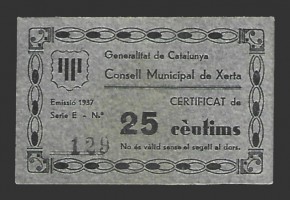 Generalitat de Catalunya
Consell Municipal de Xerta
Emissió 1937
Serie E - N.º
129
CERTIFICAT de
25 cèntims
No és vàlid sense el segell al dors.